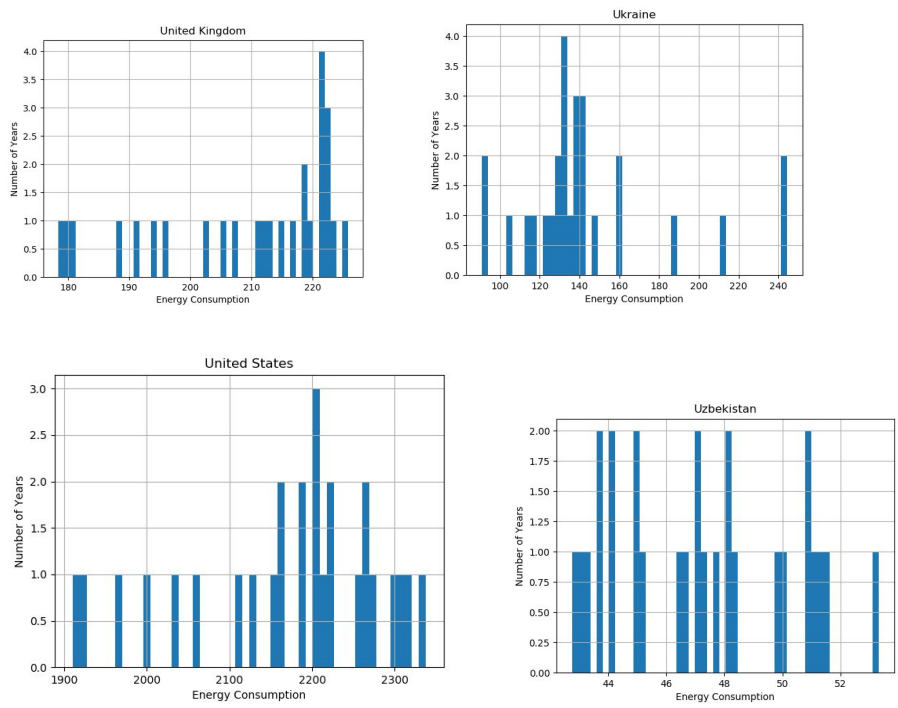 United Kingdom
4.0
3.5
3.0
2.5
2.0
1.5
1.0
0.5
0.0
Number of Years
180 190 200 210 220
Energy Consumption
Ukraine
4.0
3.5
3.0
2.5
2.0
1.5
1.0
0.5
0.0
Number of Years
100 120 140 160 180 200 220 240
Energy Consumption
United States
3.0
2.5
2.0
1.5
1.0
0.5
0.0
Number of Years
1900 2000 2100 2200 2300
Energy Consumption
Uzbekistan
2.00
1.75
1.50
1.25
1.00
0.75
0.50
0.25
0.00
Number of Years
44 46 48 50 52
Energy Consumption